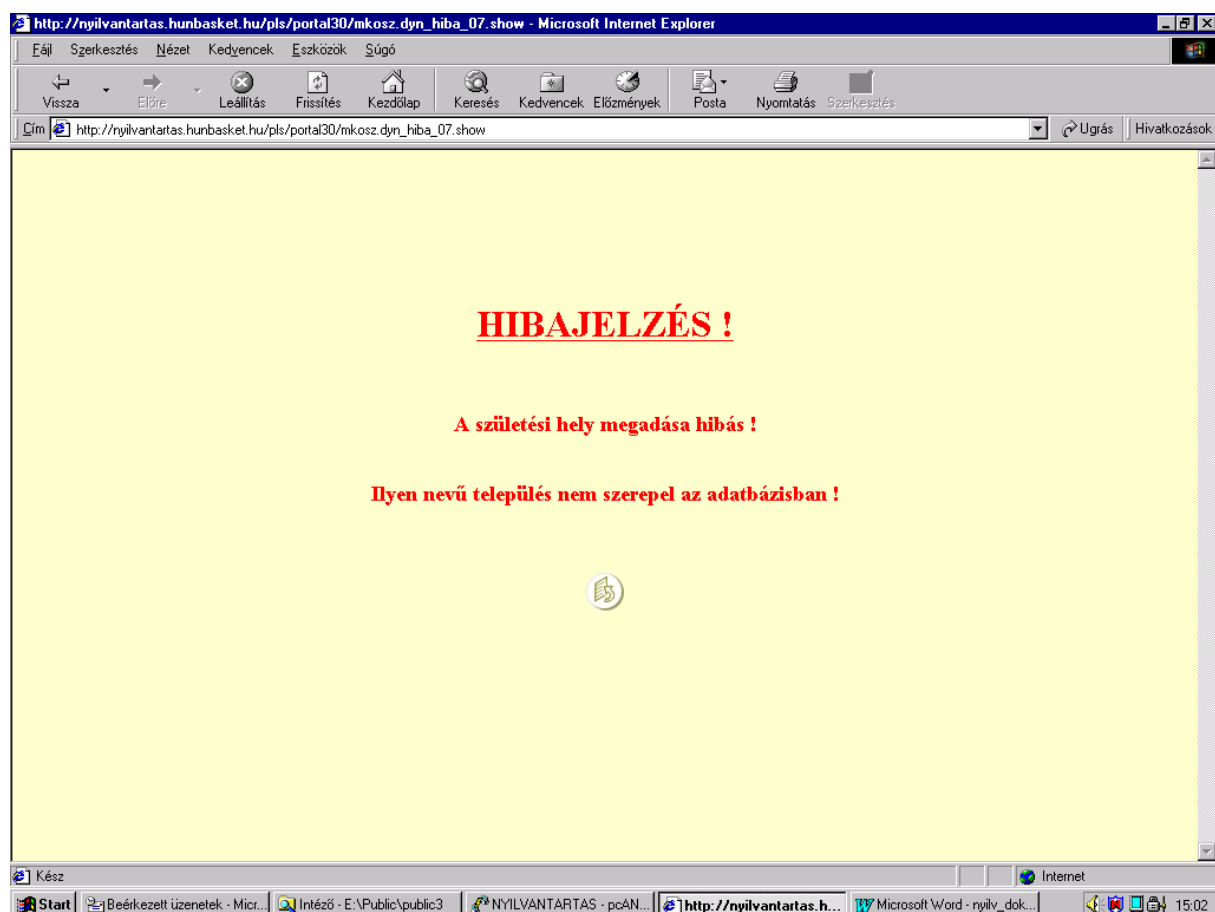 http://nyilvantartas.hunbasket.hu/pls/portal30/mkosz.dyn_hiba_07.show - Microsoft Internet Explorer
Fájl Szerkesztés Nézet Kedvencek Eszközök Súgó
Vissza Előre Leállítás Frissítés Kezdőlap Keresés Kedvencek Előzmények Posta Nyomtatás Szerkesztés
Cím http://nyilvantartas.hunbasket.hu/pls/portal30/mkosz.dyn_hiba_07.show Ugrás Hivatkozások
HIBAJELZÉS !
A születési hely megadása hibás !
Ilyen nevű település nem szerepel az adatbázisban !
Kész Internet
Start Beérkezett üzenetek - Micr... Intéző - E:\Public\public3 NYILVANTARTAS - pcAN... http://nyilvantartas.h... Microsoft Word - nyilv_dok... 15:02